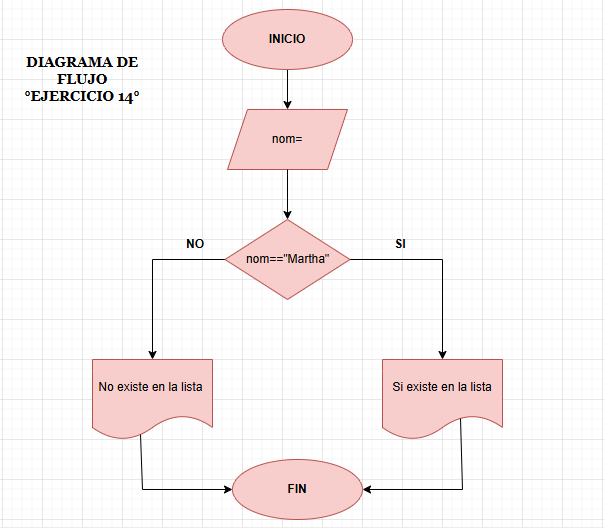 DIAGRAMA DE
FLUJO
°EJERCICIO 14°
INICIO
nom=
nom=="Martha"
NO
SI
No existe en la lista
Si existe en la lista
FIN